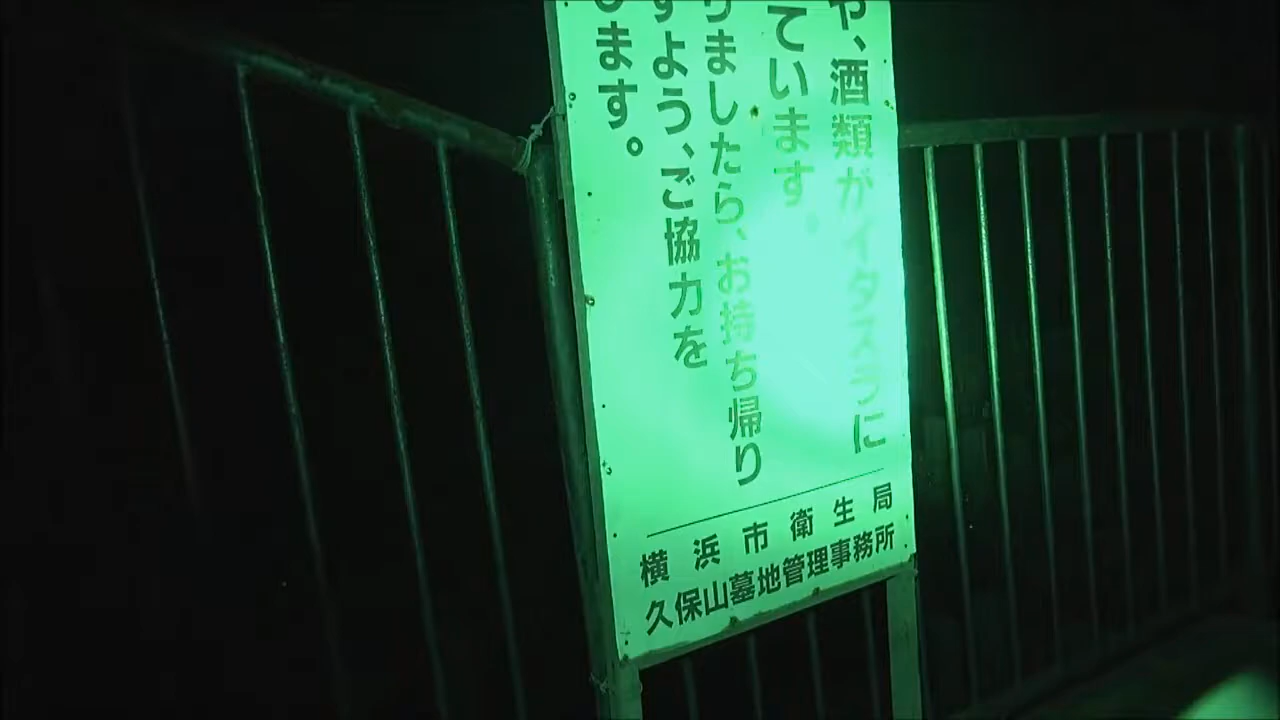 や、酒類がイタズラに
ています。
りましたら、お持ち帰り
すよう、ご協力を
します。
横浜市衛生局
久保山墓地管理事務所